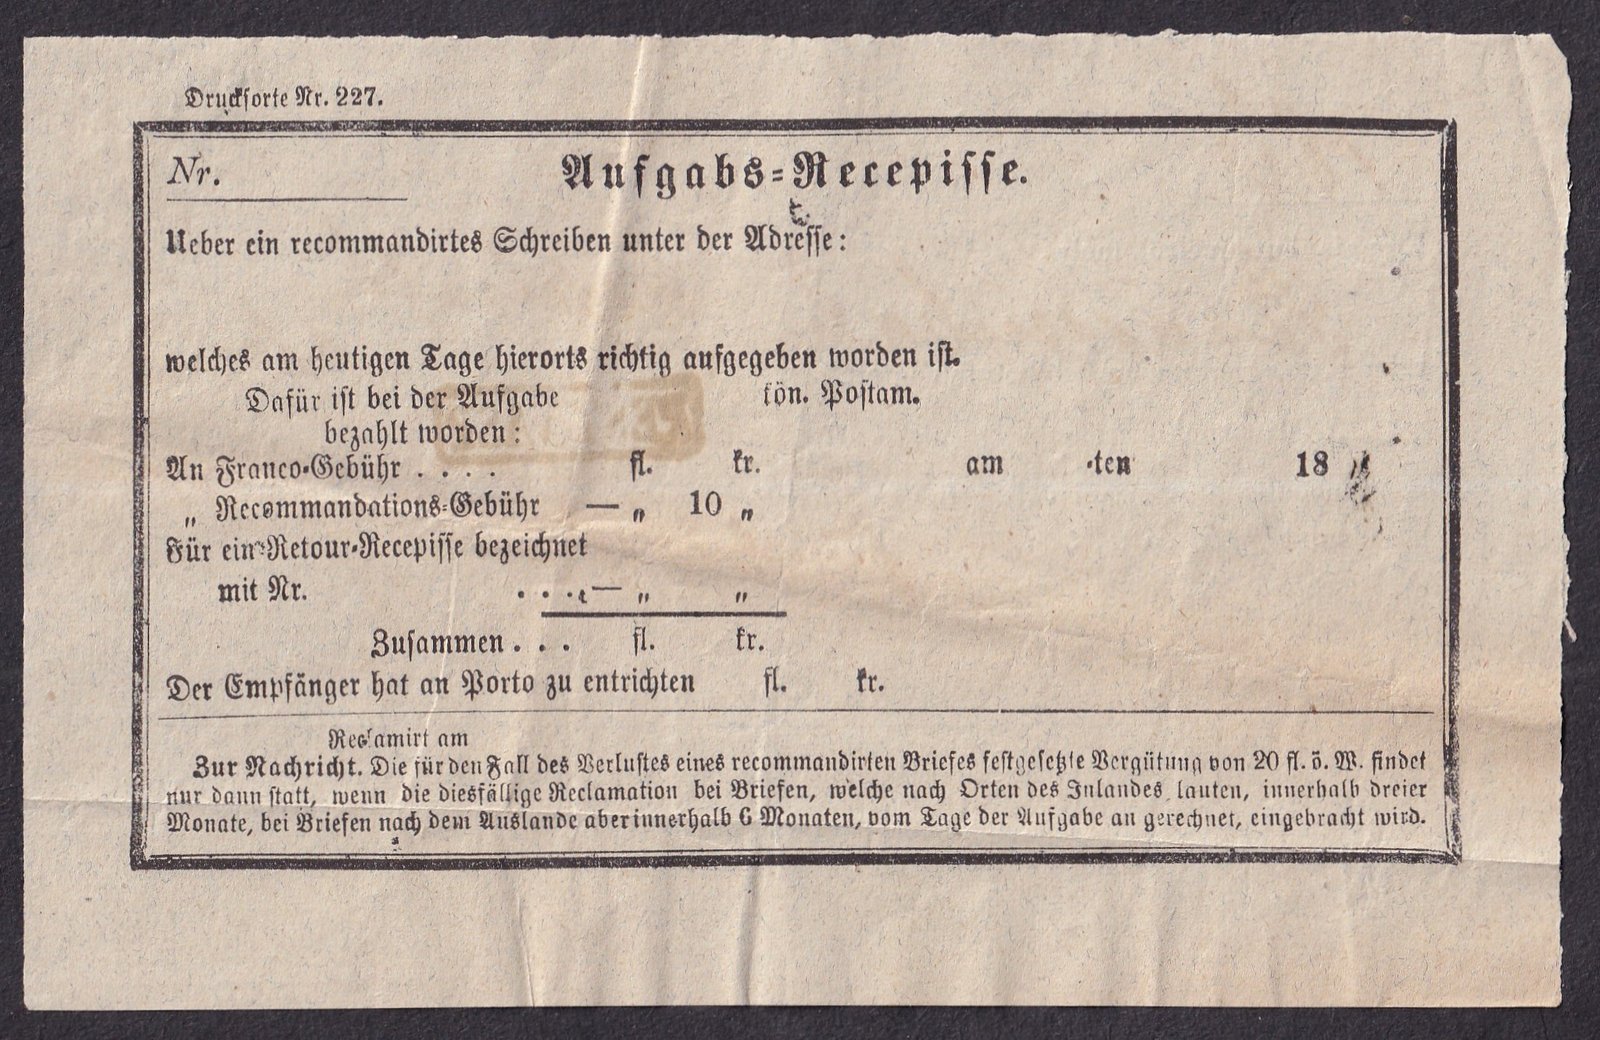 Drucksorte Nr. 227.
Nr.
Aufgabs-Recepisse.
Ueber ein recommandirtes Schreiben unter der Adresse:
welches am heutigen Tage hierorts richtig aufgegeben worden ist.
Dafür ist bei der Aufgabe kön. Postam.
bezahlt worden:
An Franco-Gebühr . . . . fl. kr. am ten 18
„ Recommandations-Gebühr — „ 10 „
Für ein Retour-Recepisse bezeichnet
mit Nr. . . . . — „ „
Zusammen . . . fl. kr.
Der Empfänger hat an Porto zu entrichten fl. kr.
Reclamirt am
Zur Nachricht. Die für den Fall des Verlustes eines recommandirten Briefes festgesetzte Vergütung von 20 fl. ö. W. findet
nur dann statt, wenn die diesfällige Reclamation bei Briefen, welche nach Orten des Inlandes lauten, innerhalb dreier
Monate, bei Briefen nach dem Auslande aber innerhalb 6 Monaten, vom Tage der Aufgabe an gerechnet, eingebracht wird.